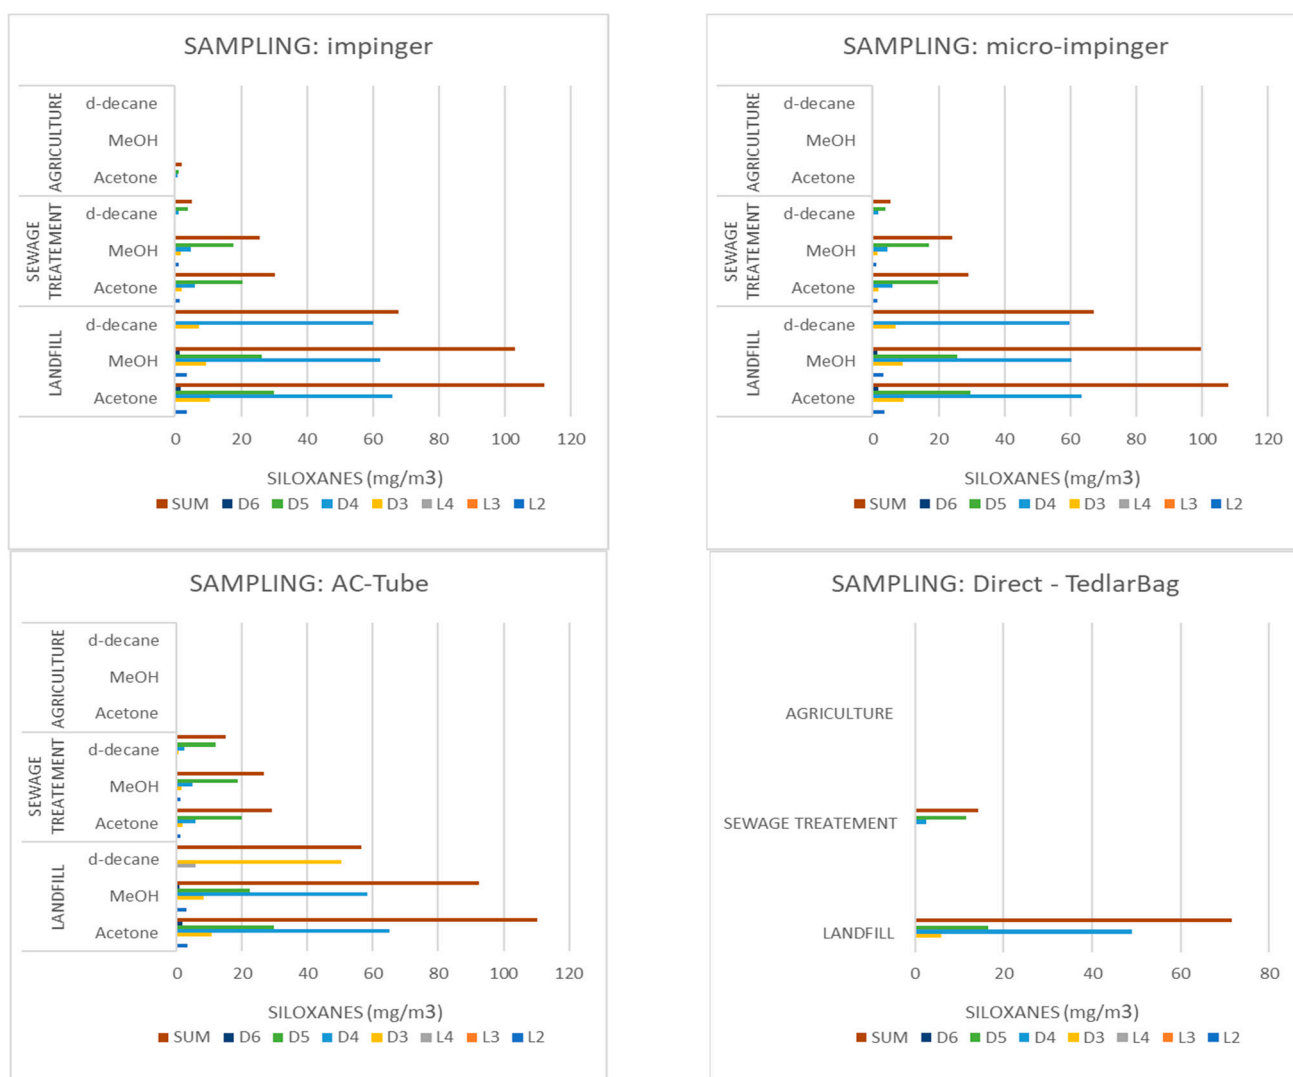 SAMPLING: impinger
AGRICULTURE
d-decane
MeOH
Acetone
SEWAGE
TREATEMENT
d-decane
MeOH
Acetone
LANDFILL
d-decane
MeOH
Acetone
0 20 40 60 80 100 120
SILOXANES (mg/m3)
SUM D6 D5 D4 D3 L4 L3 L2
SAMPLING: micro-impinger
AGRICULTURE
d-decane
MeOH
Acetone
SEWAGE
TREATEMENT
d-decane
MeOH
Acetone
LANDFILL
d-decane
MeOH
Acetone
0 20 40 60 80 100 120
SILOXANES (mg/m3)
SUM D6 D5 D4 D3 L4 L3 L2
SAMPLING: AC-Tube
AGRICULTURE
d-decane
MeOH
Acetone
SEWAGE
TREATEMENT
d-decane
MeOH
Acetone
LANDFILL
d-decane
MeOH
Acetone
0 20 40 60 80 100 120
SILOXANES (mg/m3)
SUM D6 D5 D4 D3 L4 L3 L2
SAMPLING: Direct - TedlarBag
AGRICULTURE
SEWAGE TREATEMENT
LANDFILL
0 20 40 60 80
SILOXANES (mg/m3)
SUM D6 D5 D4 D3 L4 L3 L2